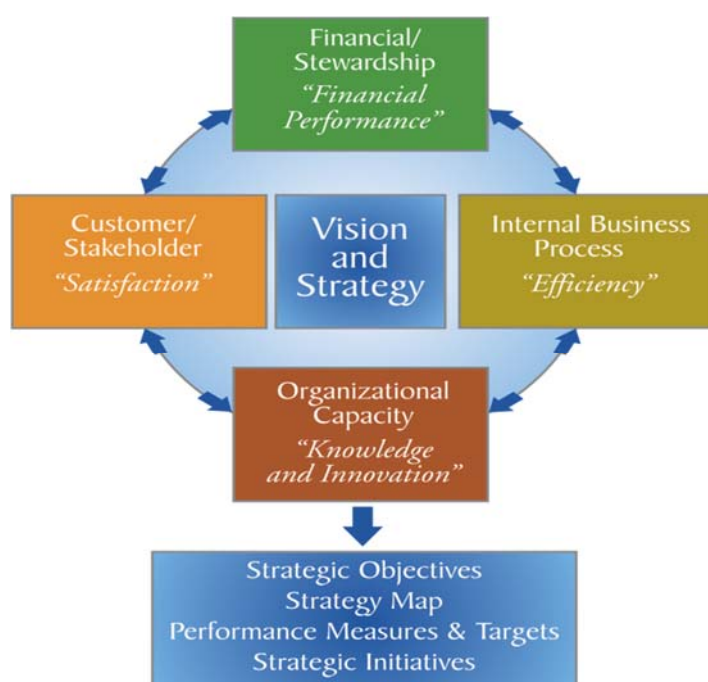 Financial/
Stewardship
“Financial
Performance”
Customer/
Stakeholder
“Satisfaction”
Vision
and
Strategy
Internal Business
Process
“Efficiency”
Organizational
Capacity
“Knowledge
and Innovation”
Strategic Objectives
Strategy Map
Performance Measures & Targets
Strategic Initiatives